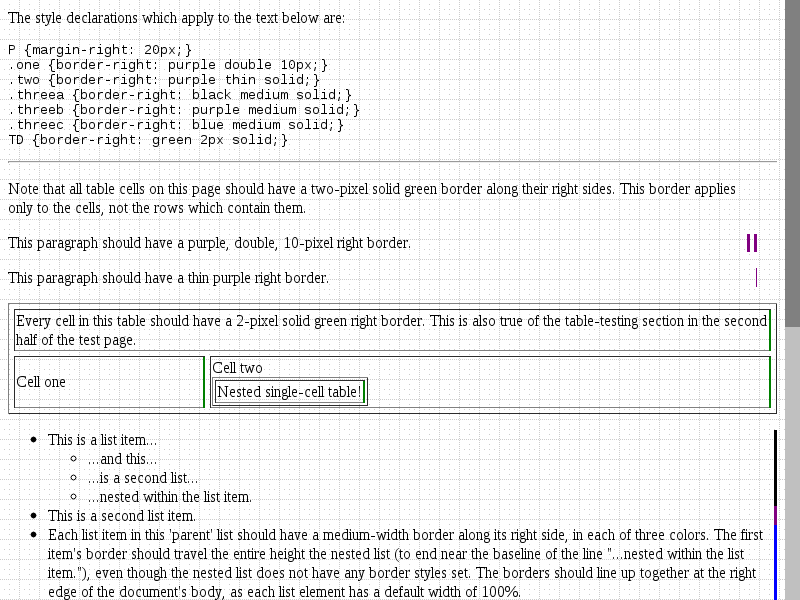 The style declarations which apply to the text below are:
P {margin-right: 20px;}
.one {border-right: purple double 10px;}
.two {border-right: purple thin solid;}
.threea {border-right: black medium solid;}
.threeb {border-right: purple medium solid;}
.threec {border-right: blue medium solid;}
TD {border-right: green 2px solid;}
Note that all table cells on this page should have a two-pixel solid green border along their right sides. This border applies
only to the cells, not the rows which contain them.
This paragraph should have a purple, double, 10-pixel right border.
This paragraph should have a thin purple right border.
Every cell in this table should have a 2-pixel solid green right border. This is also true of the table-testing section in the second
half of the test page.
Cell one
Cell two
Nested single-cell table!
This is a list item...
...and this...
...is a second list...
...nested within the list item.
This is a second list item.
Each list item in this 'parent' list should have a medium-width border along its right side, in each of three colors. The first
item's border should travel the entire height the nested list (to end near the baseline of the line "...nested within the list
item."), even though the nested list does not have any border styles set. The borders should line up together at the right
edge of the document's body, as each list element has a default width of 100%.